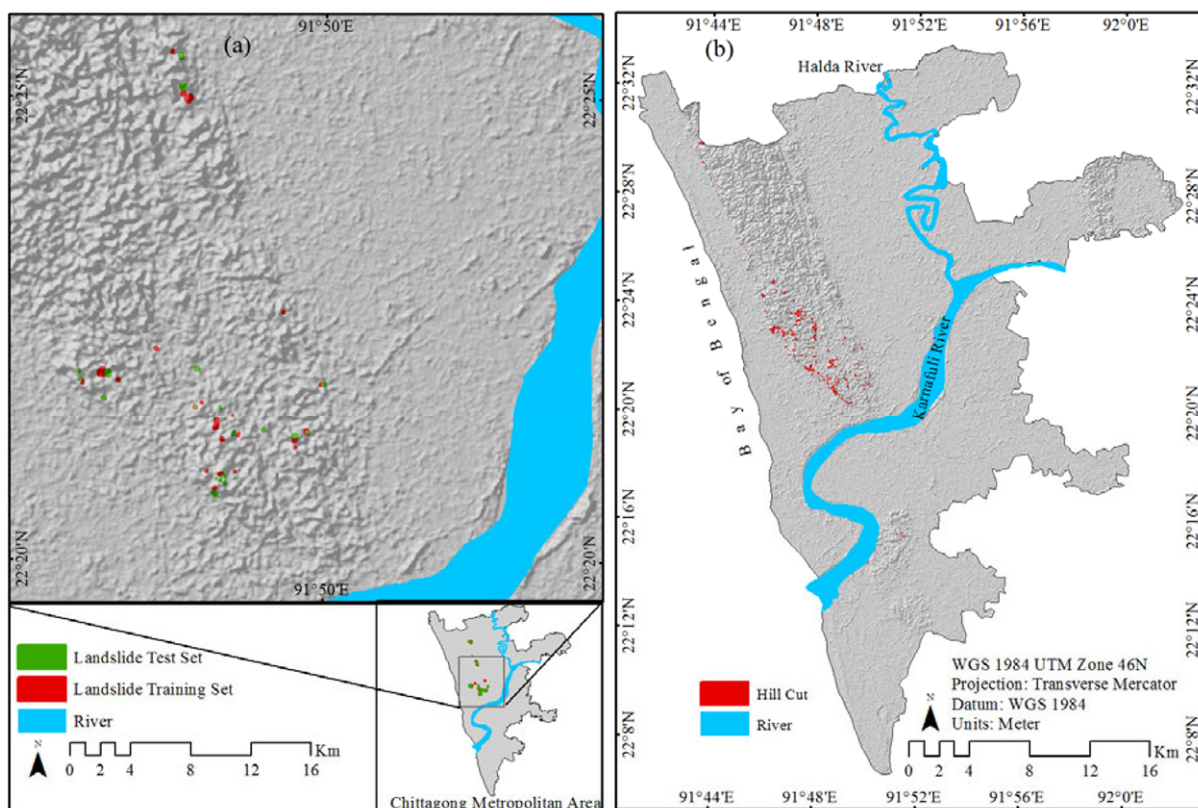 91°50'E
(a)
22°25'N
22°25'N
22°20'N
22°20'N
91°50'E
Landslide Test Set
Landslide Training Set
River
N
Km
0 2 4 8 12 16
Chittagong Metropolitan Area
91°44'E 91°48'E 91°52'E 91°56'E 92°0'E
(b)
Halda River
22°32'N
22°32'N
22°28'N
22°28'N
22°24'N
22°24'N
22°20'N
22°20'N
22°16'N
22°16'N
22°12'N
22°12'N
22°8'N
22°8'N
Bay of Bengal
Karnafuli River
Hill Cut
River
WGS 1984 UTM Zone 46N
Projection: Transverse Mercator
Datum: WGS 1984
Units: Meter
N
Km
0 2 4 8 12 16
91°44'E 91°48'E 91°52'E 91°56'E 92°0'E